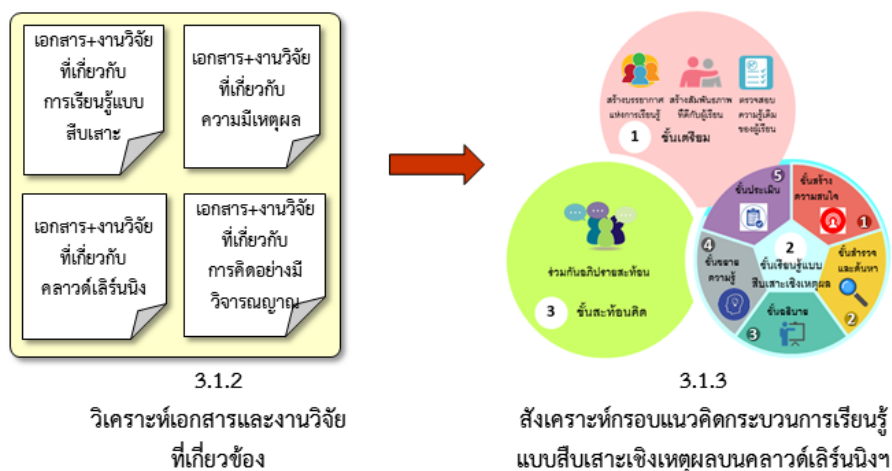 เอกสาร+งานวิจัย
ที่เกี่ยวกับ
การเรียนรู้แบบ
สืบเสาะ
เอกสาร+งานวิจัย
ที่เกี่ยวกับ
ความมีเหตุผล
เอกสาร+งานวิจัย
ที่เกี่ยวกับ
คลาวด์เลิร์นนิง
เอกสาร+งานวิจัย
ที่เกี่ยวกับ
การคิดอย่างมี
วิจารณญาณ
3.1.2
วิเคราะห์เอกสารและงานวิจัย
ที่เกี่ยวข้อง
สร้างบรรยากาศ
แห่งการเรียนรู้
สร้างสัมพันธภาพ
ที่ดีกับผู้เรียน
ตรวจสอบ
ความรู้เดิม
ของผู้เรียน
1 ขั้นเตรียม
2
ขั้นเรียนรู้แบบ
สืบเสาะเชิงเหตุผล
ขั้นสร้าง
ความสนใจ
1
ขั้นสำรวจ
และค้นหา
2
ขั้นอธิบาย
3
4
ขั้นขยาย
ความรู้
5
ขั้นประเมิน
ร่วมกันอภิปรายสะท้อน
3 ขั้นสะท้อนคิด
3.1.3
สังเคราะห์กรอบแนวคิดกระบวนการเรียนรู้
แบบสืบเสาะเชิงเหตุผลบนคลาวด์เลิร์นนิงฯ